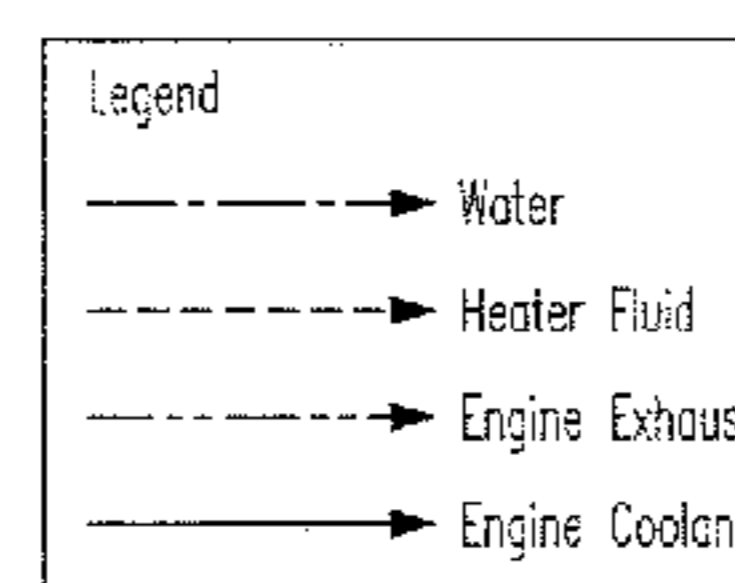 Legend
Water
Heater Fluid
Engine Exhaus
Engine Coolan